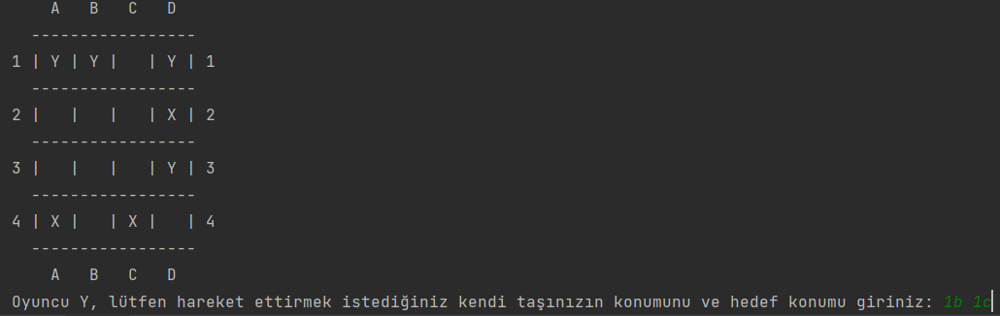 A   B   C   D
-----------------
1 | Y | Y |   | Y | 1
-----------------
2 |   |   |   | X | 2
-----------------
3 |   |   |   | Y | 3
-----------------
4 | X |   | X |   | 4
-----------------
A   B   C   D
Oyuncu Y, lütfen hareket ettirmek istediğiniz kendi taşınızın konumunu ve hedef konumu giriniz: 1b 1c